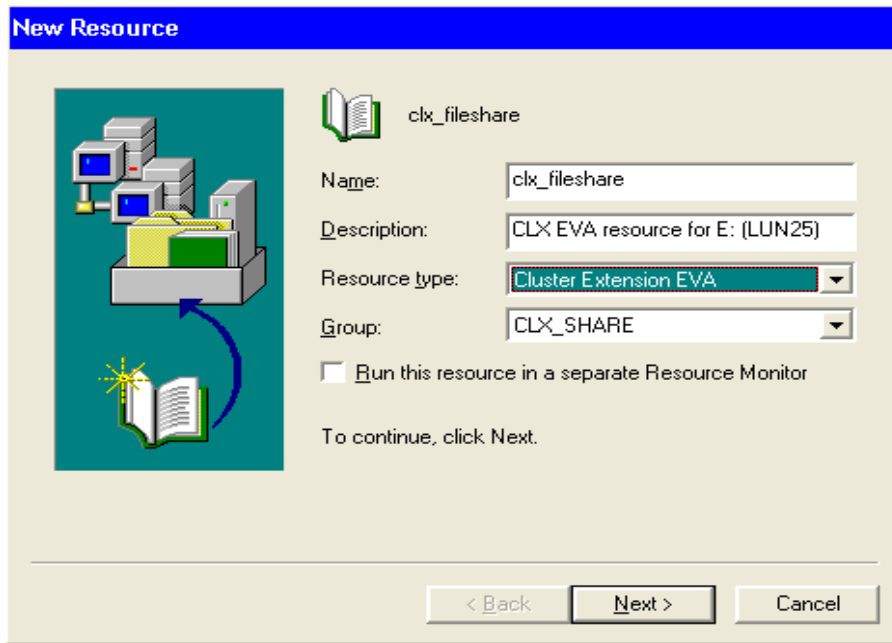 New Resource
clx_fileshare
Name: clx_fileshare
Description: CLX EVA resource for E: (LUN25)
Resource type: Cluster Extension EVA
Group: CLX_SHARE
Run this resource in a separate Resource Monitor
To continue, click Next.
< Back Next > Cancel